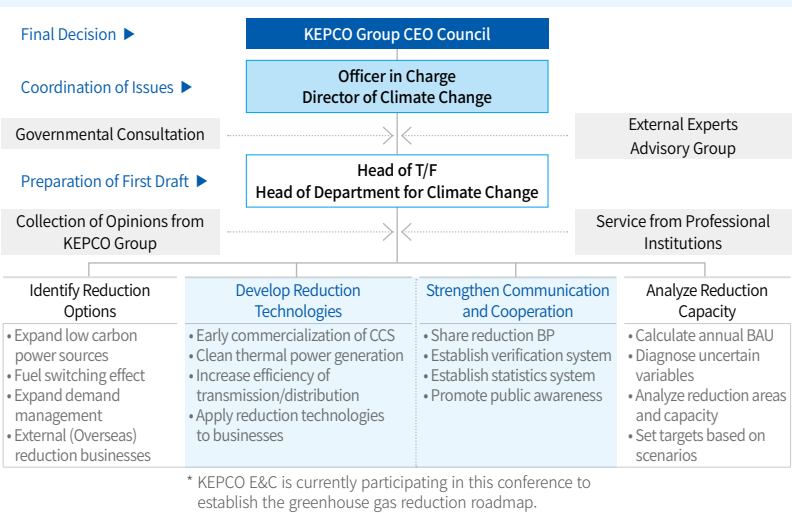 Final Decision ▶
KEPCO Group CEO Council
Coordination of Issues ▶
Officer in Charge
Director of Climate Change
Governmental Consultation
External Experts
Advisory Group
Preparation of First Draft ▶
Head of T/F
Head of Department for Climate Change
Collection of Opinions from
KEPCO Group
Service from Professional
Institutions
Identify Reduction
Options
• Expand low carbon
power sources
• Fuel switching effect
• Expand demand
management
• External (Overseas)
reduction businesses
Develop Reduction
Technologies
• Early commercialization of CCS
• Clean thermal power generation
• Increase efficiency of
transmission/distribution
• Apply reduction technologies
to businesses
Strengthen Communication
and Cooperation
• Share reduction BP
• Establish verification system
• Establish statistics system
• Promote public awareness
Analyze Reduction
Capacity
• Calculate annual BAU
• Diagnose uncertain
variables
• Analyze reduction areas
and capacity
• Set targets based on
scenarios
* KEPCO E&C is currently participating in this conference to
establish the greenhouse gas reduction roadmap.